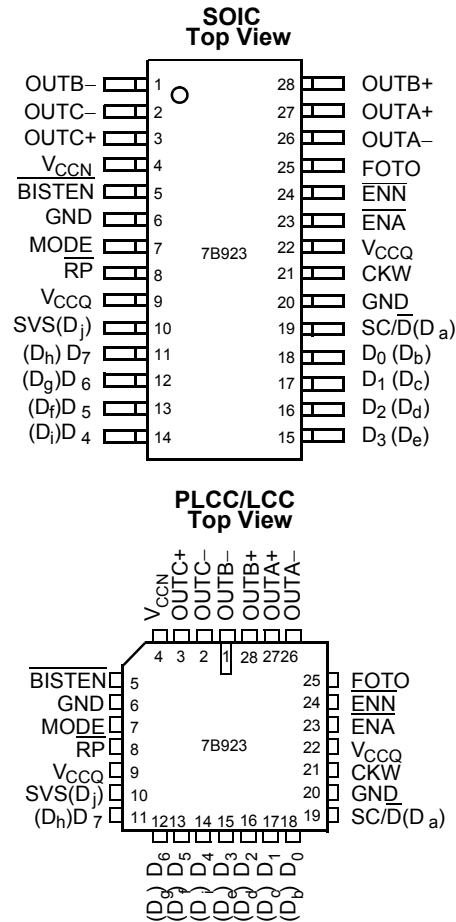 SOIC
Top View
OUTB− 1 28 OUTB+
OUTC− 2 27 OUTA+
OUTC+ 3 26 OUTA−
VCCN 4 25 FOTO
BISTEN 5 24 ENN
GND 6 23 ENA
MODE 7 7B923 22 VCCQ
RP 8 21 CKW
VCCQ 9 20 GND
SVS(Dj) 10 19 SC/D(Da)
(Dh) D7 11 18 D0 (Db)
(Dg)D6 12 17 D1 (Dc)
(Df)D5 13 16 D2 (Dd)
(Di)D4 14 15 D3 (De)
PLCC/LCC
Top View
VCCN OUTC+ OUTC− OUTB− OUTB+ OUTA+ OUTA−
4 3 2 1 28 27 26
BISTEN 5 25 FOTO
GND 6 24 ENN
MODE 7 23 ENA
RP 8 7B923 22 VCCQ
VCCQ 9 21 CKW
SVS(Dj) 10 20 GND
(Dh)D7 11 19 SC/D(Da)
12 13 14 15 16 17 18
(Dg) D6 (Df) D5 (Di) D4 (De) D3 (Dd) D2 (Dc) D1 (Db) D0